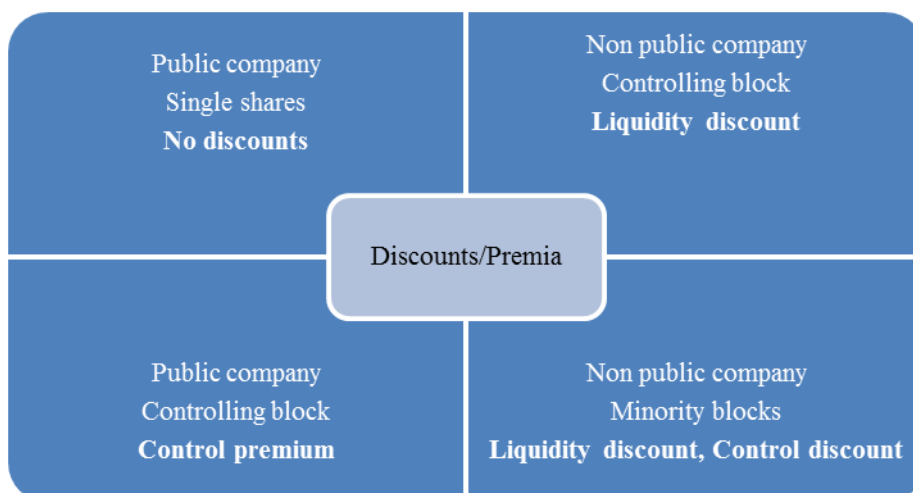 Public company
Single shares
No discounts
Non public company
Controlling block
Liquidity discount
Discounts/Premia
Public company
Controlling block
Control premium
Non public company
Minority blocks
Liquidity discount, Control discount